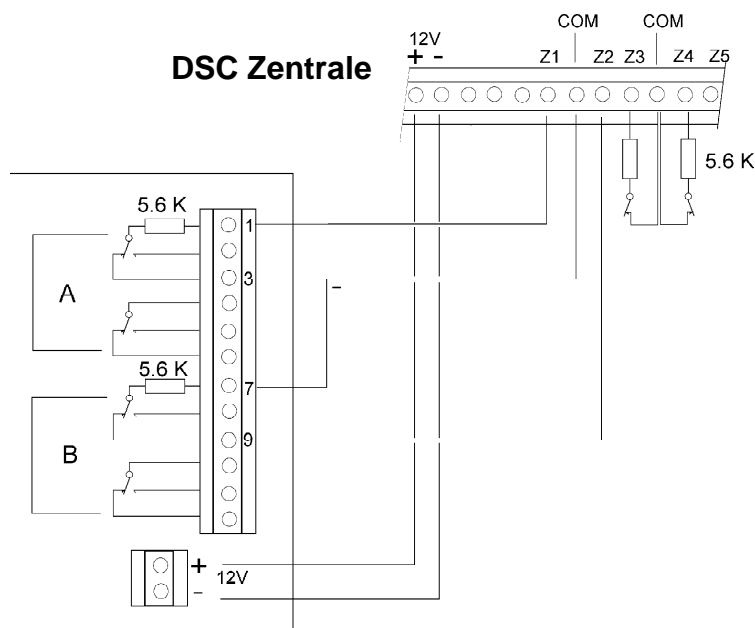 DSC Zentrale
COM COM
12V
+ - Z1 Z2 Z3 Z4 Z5
5.6 K
5.6 K
1
A
3
-
5.6 K
7
B
9
+
12V
-